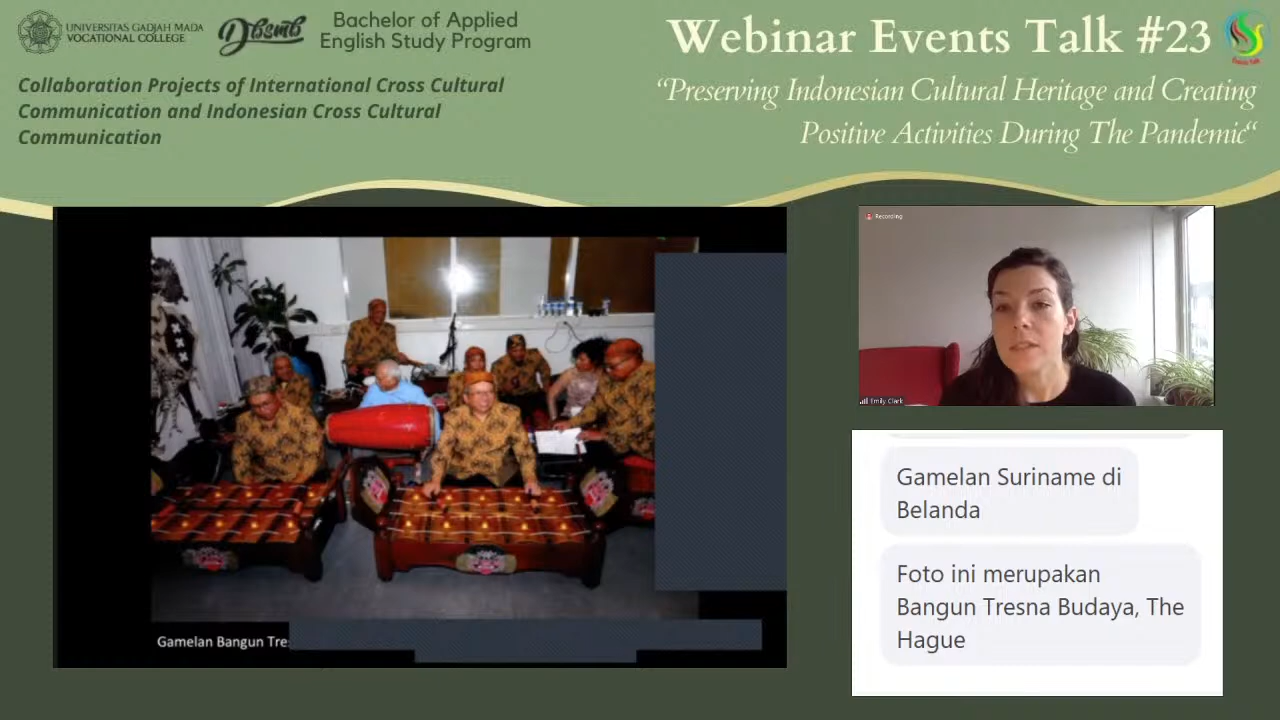 UNIVERSITAS GADJAH MADA
VOCATIONAL COLLEGE
Dbsmb
Bachelor of Applied
English Study Program
Collaboration Projects of International Cross Cultural
Communication and Indonesian Cross Cultural
Communication
Webinar Events Talk #23
“Preserving Indonesian Cultural Heritage and Creating
Positive Activities During The Pandemic“
Recording
Emily Clark
Gamelan Bangun Tre
Gamelan Suriname di
Belanda
Foto ini merupakan
Bangun Tresna Budaya, The
Hague